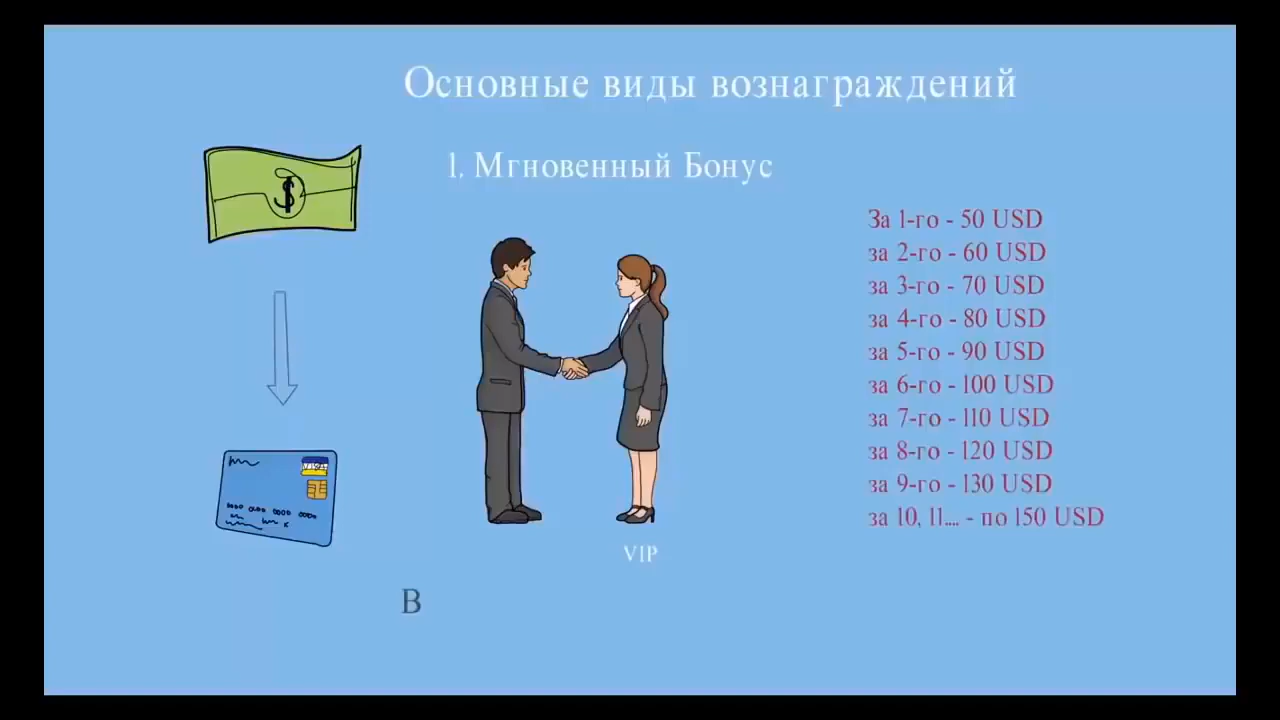 Основные виды вознаграждений
1. Мгновенный Бонус
За 1-го - 50 USD
за 2-го - 60 USD
за 3-го - 70 USD
за 4-го - 80 USD
за 5-го - 90 USD
за 6-го - 100 USD
за 7-го - 110 USD
за 8-го - 120 USD
за 9-го - 130 USD
за 10, 11.... - по 150 USD
VISA
VIP
В